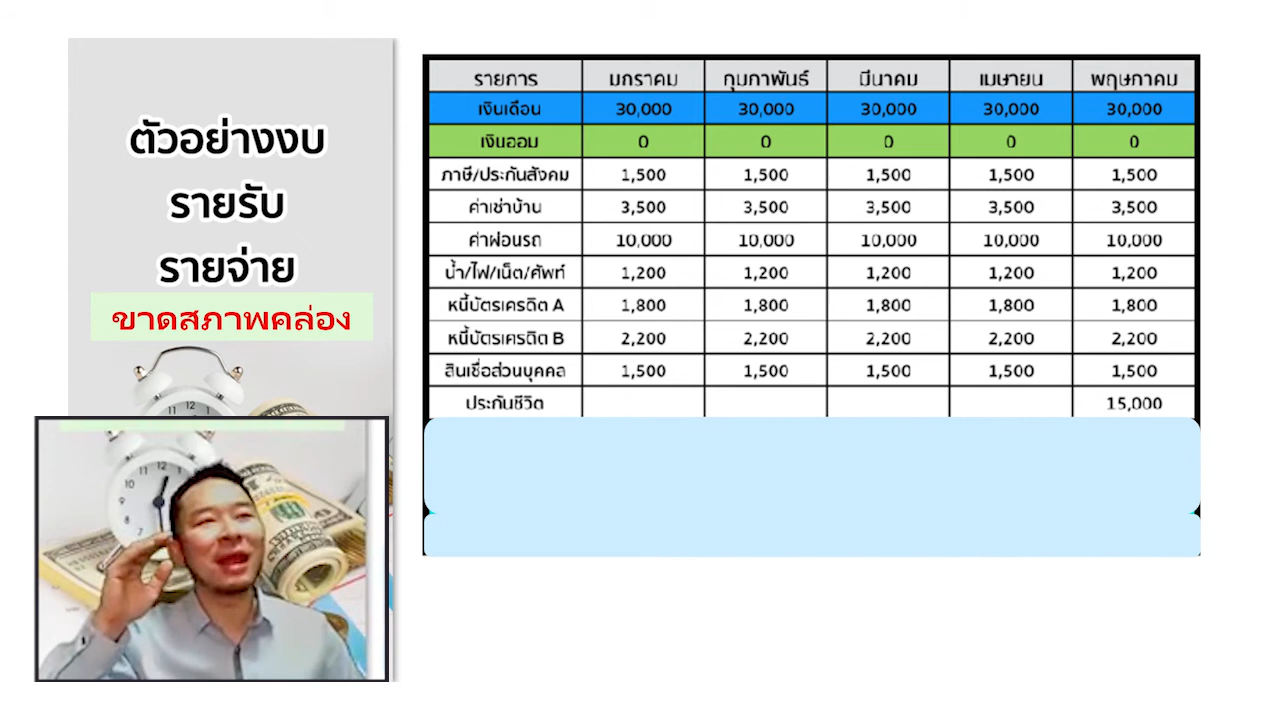 ตัวอย่างงบ
รายรับ
รายจ่าย
ขาดสภาพคล่อง
รายการ มกราคม กุมภาพันธ์ มีนาคม เมษายน พฤษภาคม
เงินเดือน 30,000 30,000 30,000 30,000 30,000
เงินออม 0 0 0 0 0
ภาษี/ประกันสังคม 1,500 1,500 1,500 1,500 1,500
ค่าเช่าบ้าน 3,500 3,500 3,500 3,500 3,500
ค่าผ่อนรถ 10,000 10,000 10,000 10,000 10,000
น้ำ/ไฟ/เน็ต/ศัพท์ 1,200 1,200 1,200 1,200 1,200
หนี้บัตรเครดิต A 1,800 1,800 1,800 1,800 1,800
หนี้บัตรเครดิต B 2,200 2,200 2,200 2,200 2,200
สินเชื่อส่วนบุคคล 1,500 1,500 1,500 1,500 1,500
ประกันชีวิต 15,000
11 12 1
11 12 1
10
9
8
7